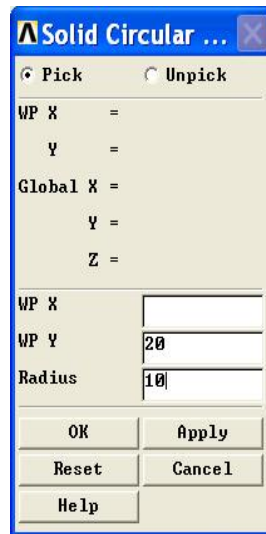 Solid Circular ...
Pick Unpick
WP X =
Y =
Global X =
Y =
Z =
WP X
WP Y 20
Radius 10
OK Apply
Reset Cancel
Help